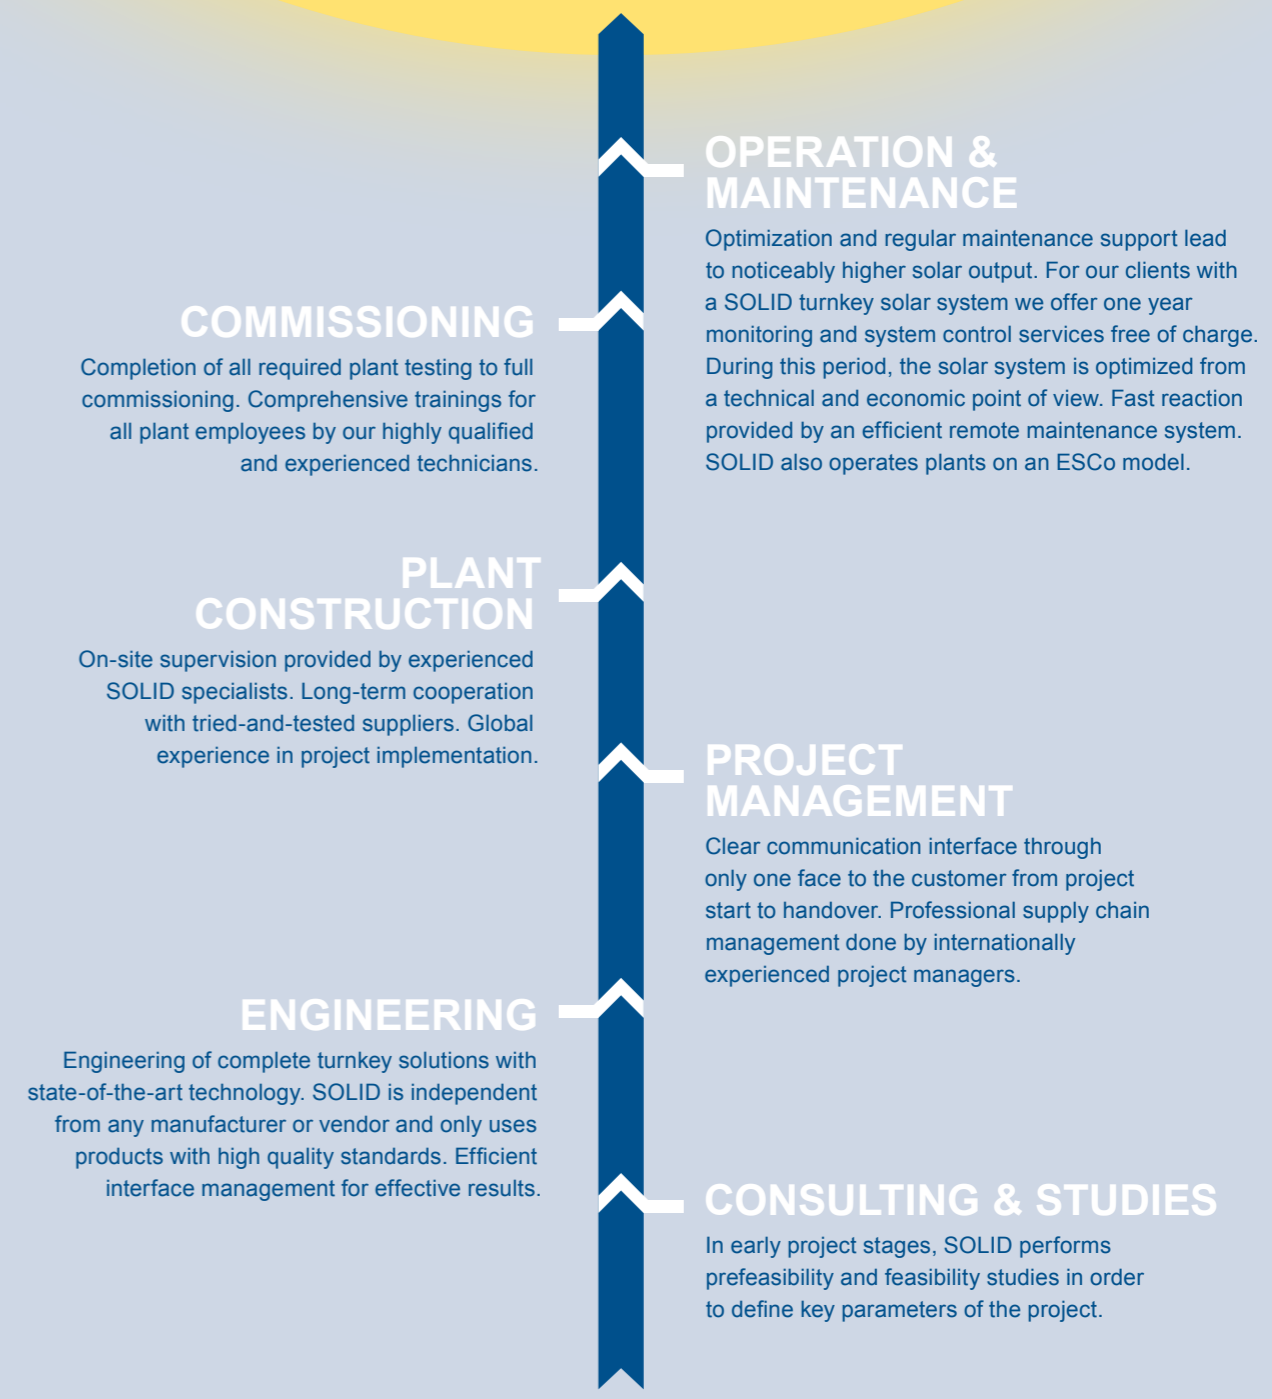 OPERATION &
MAINTENANCE
Optimization and regular maintenance support lead
to noticeably higher solar output. For our clients with
a SOLID turnkey solar system we offer one year
monitoring and system control services free of charge.
During this period, the solar system is optimized from
a technical and economic point of view. Fast reaction
provided by an efficient remote maintenance system.
SOLID also operates plants on an ESCo model.
COMMISSIONING
Completion of all required plant testing to full
commissioning. Comprehensive trainings for
all plant employees by our highly qualified
and experienced technicians.
PLANT
CONSTRUCTION
On-site supervision provided by experienced
SOLID specialists. Long-term cooperation
with tried-and-tested suppliers. Global
experience in project implementation.
PROJECT
MANAGEMENT
Clear communication interface through
only one face to the customer from project
start to handover. Professional supply chain
management done by internationally
experienced project managers.
ENGINEERING
Engineering of complete turnkey solutions with
state-of-the-art technology. SOLID is independent
from any manufacturer or vendor and only uses
products with high quality standards. Efficient
interface management for effective results.
CONSULTING & STUDIES
In early project stages, SOLID performs
prefeasibility and feasibility studies in order
to define key parameters of the project.